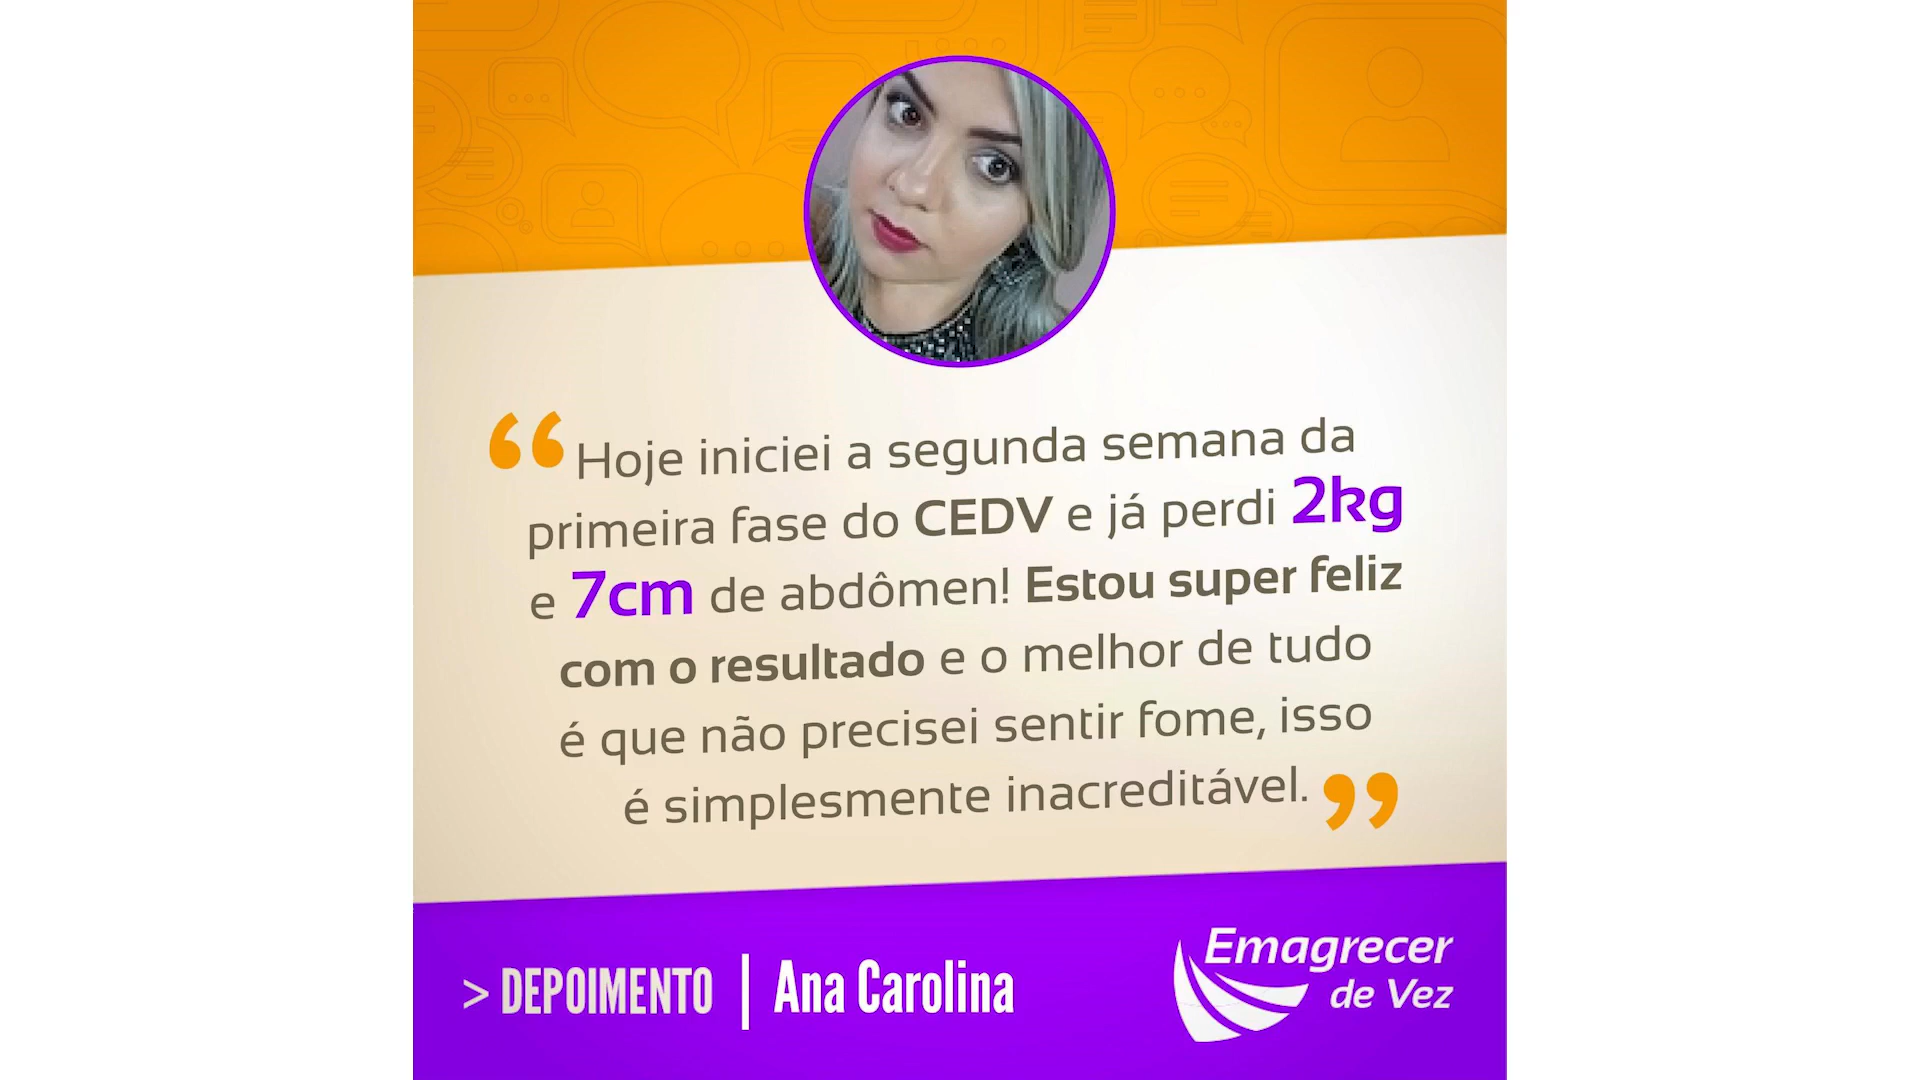 “Hoje iniciei a segunda semana da
primeira fase do CEDV e já perdi 2kg
e 7cm de abdômen! Estou super feliz
com o resultado e o melhor de tudo
é que não precisei sentir fome, isso
é simplesmente inacreditável.”
> DEPOIMENTO | Ana Carolina
Emagrecer
de Vez